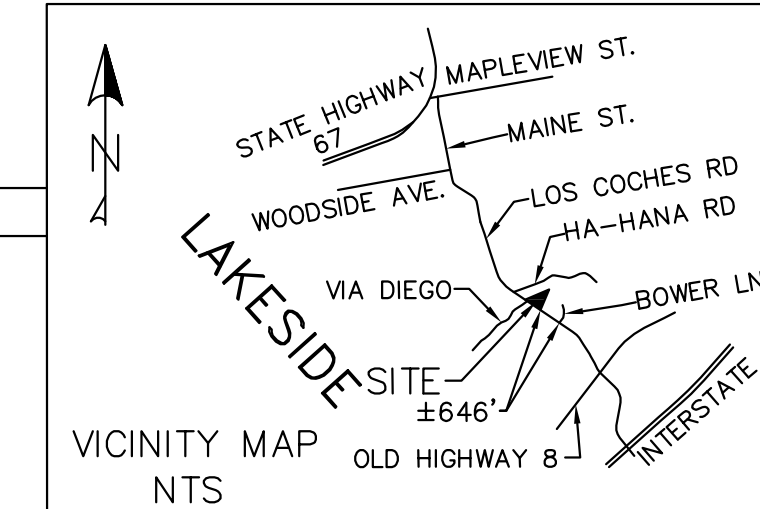 MAPLEVIEW ST.
STATE HIGHWAY
67
MAINE ST.
N
LOS COCHES RD
WOODSIDE AVE.
HA-HANA RD
LAKESIDE
VIA DIEGO
BOWER LN
SITE
±646'
INTERSTATE
VICINITY MAP
NTS
OLD HIGHWAY 8